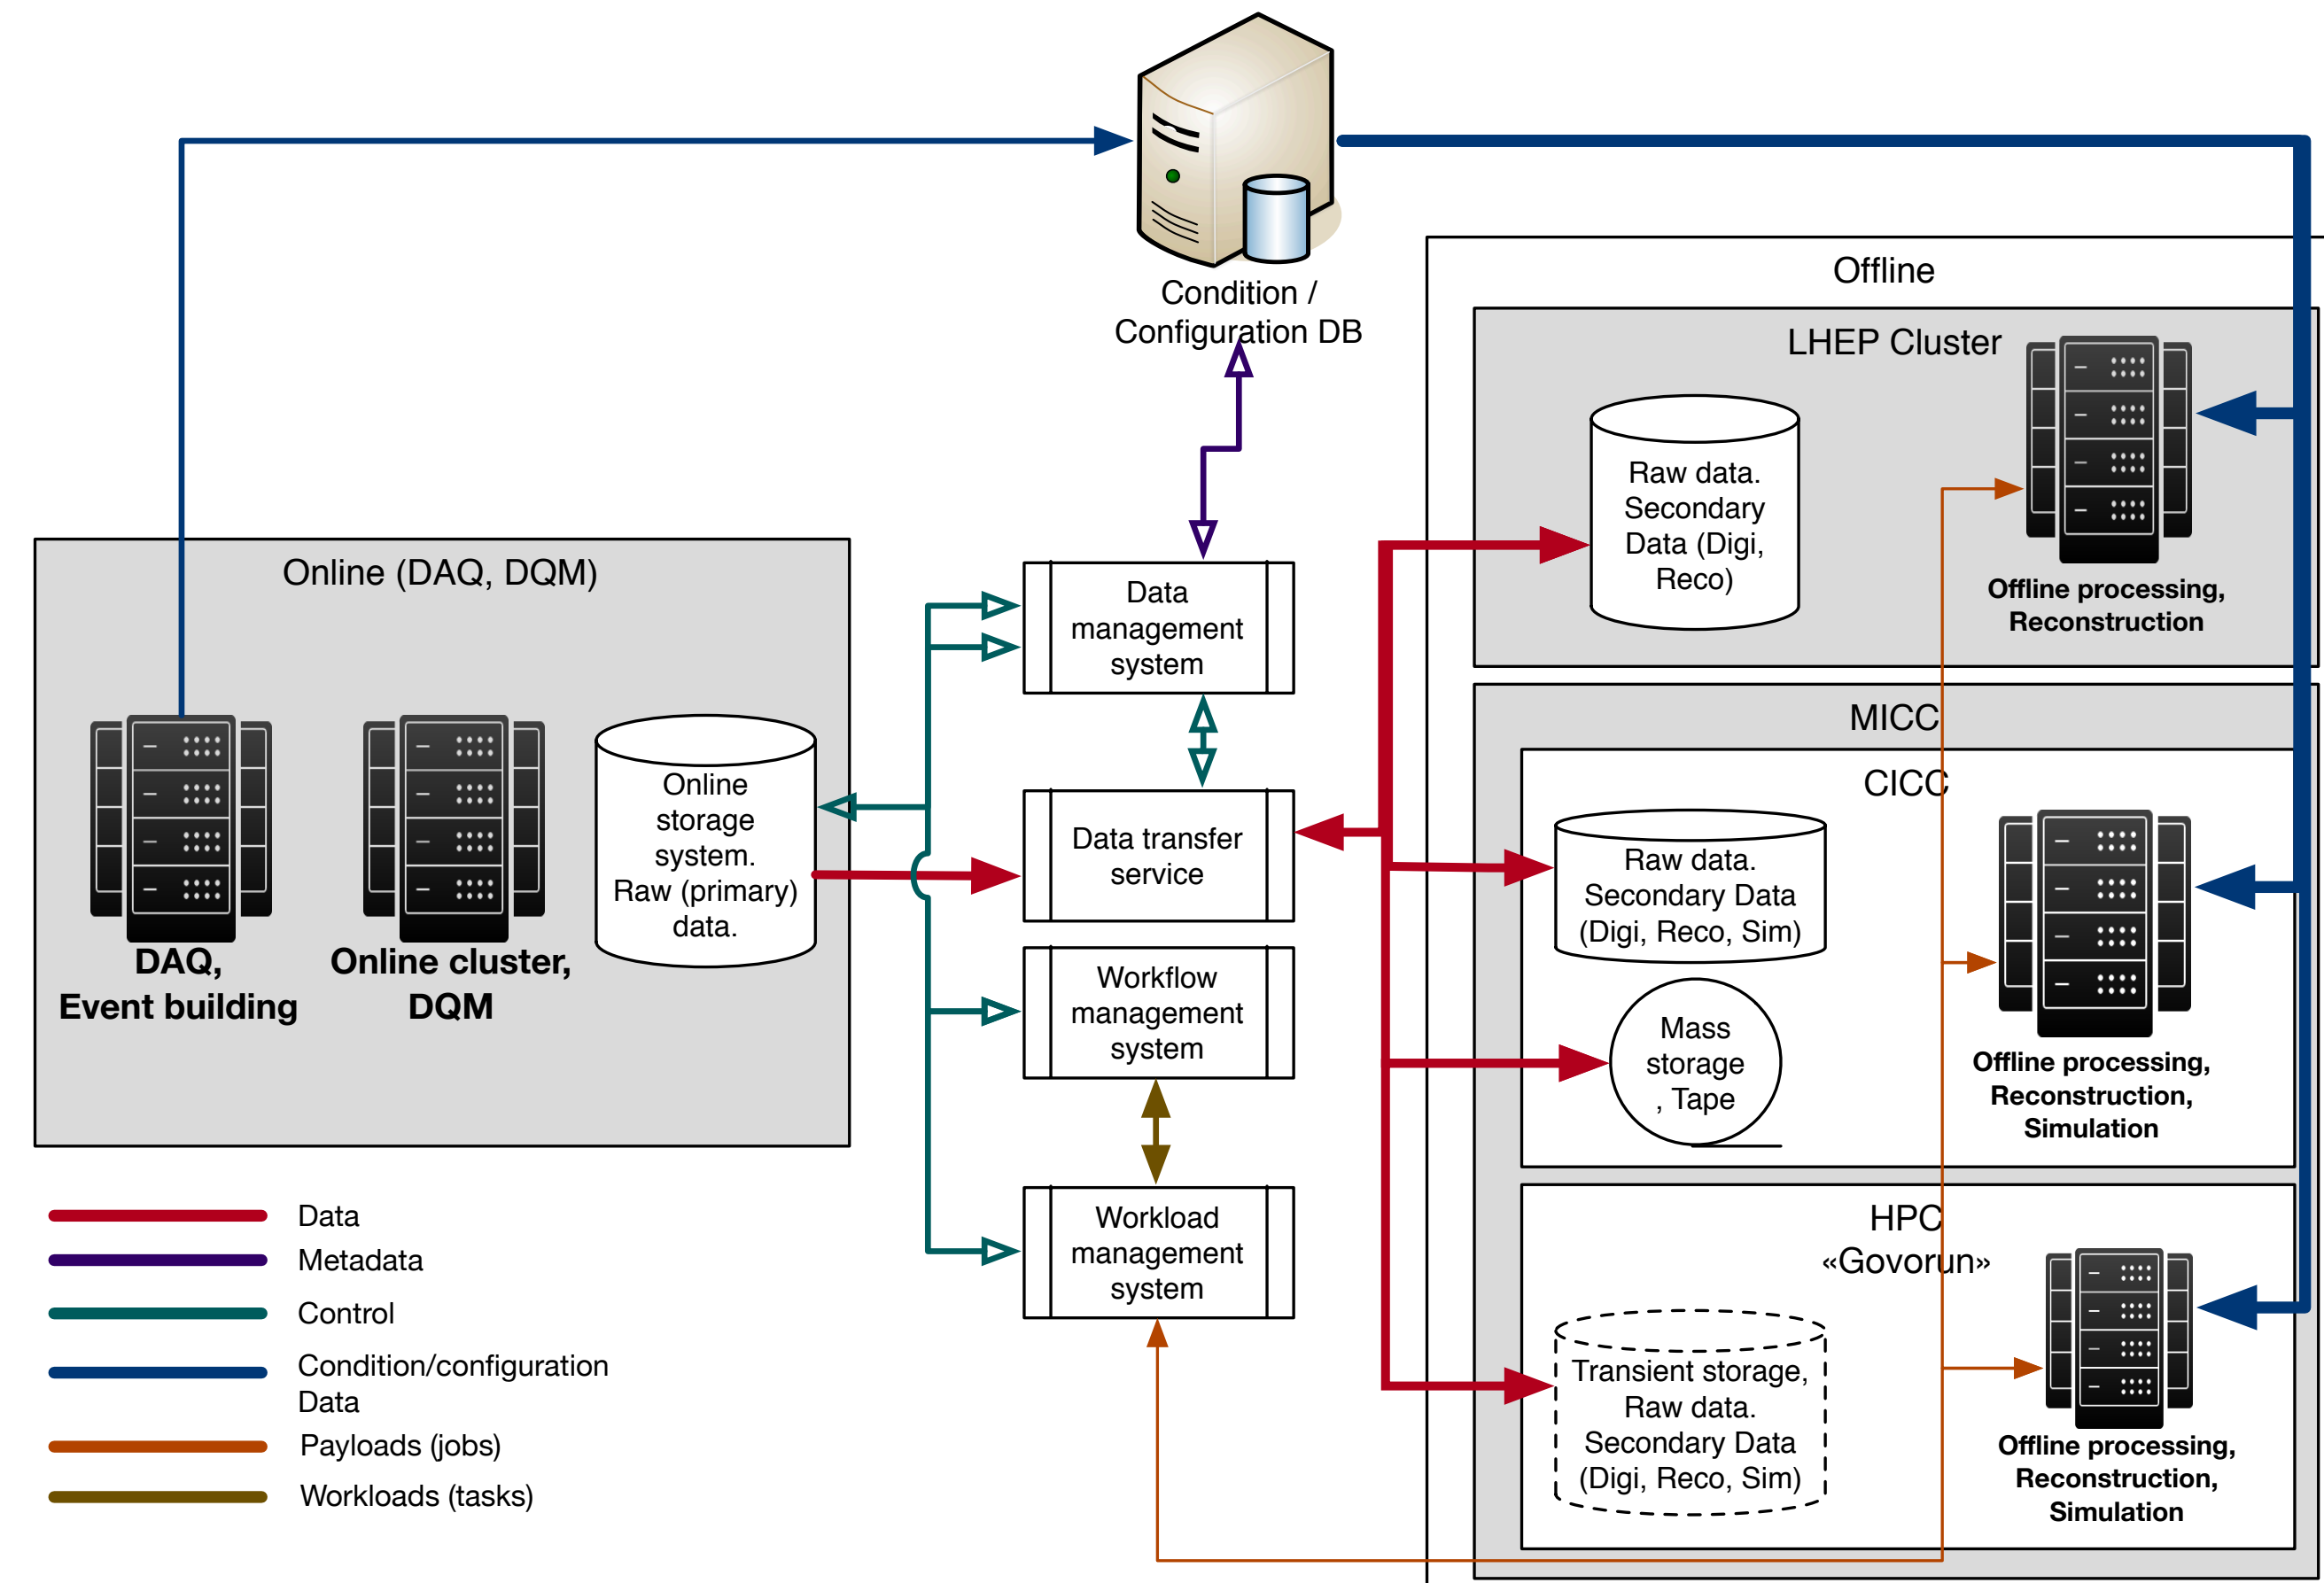 Condition /
Configuration DB
Offline
LHEP Cluster
Raw data.
Secondary
Data (Digi,
Reco)
Offline processing,
Reconstruction
Online (DAQ, DQM)
DAQ,
Event building
Online cluster,
DQM
Online
storage
system.
Raw (primary)
data.
Data
management
system
Data transfer
service
Workflow
management
system
Workload
management
system
MICC
CICC
Raw data.
Secondary Data
(Digi, Reco, Sim)
Mass
storage
, Tape
Offline processing,
Reconstruction,
Simulation
HPC
«Govorun»
Transient storage,
Raw data.
Secondary Data
(Digi, Reco, Sim)
Offline processing,
Reconstruction,
Simulation
Data
Metadata
Control
Condition/configuration
Data
Payloads (jobs)
Workloads (tasks)